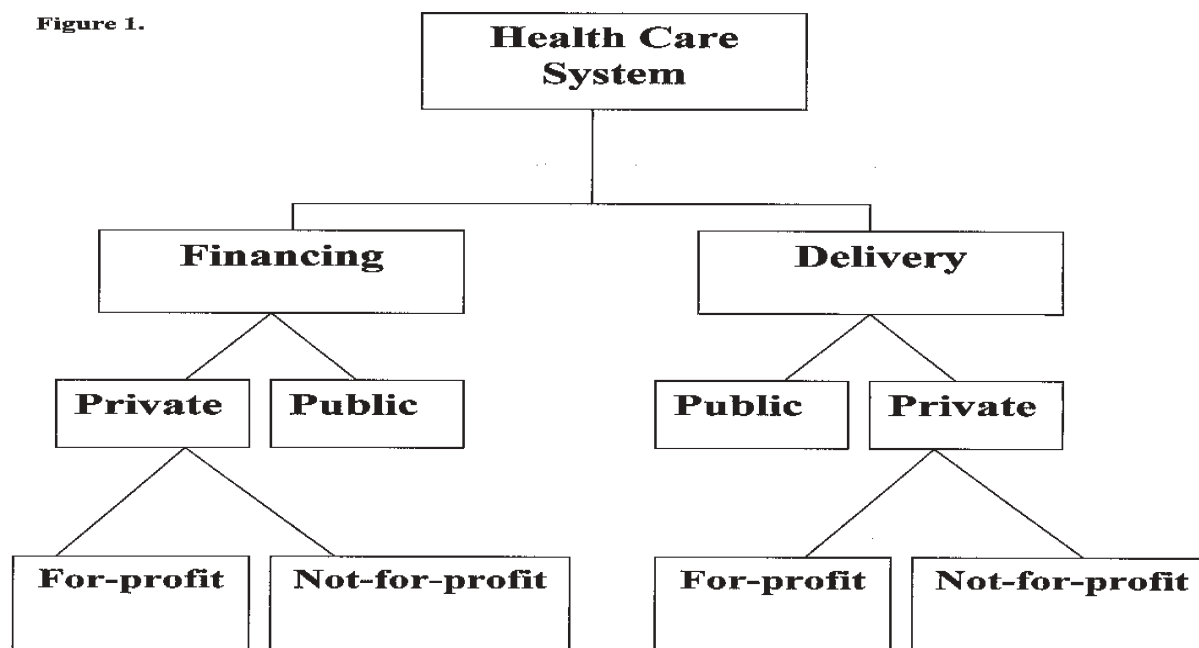 Figure 1.
Health Care
System
Financing
Delivery
Private
Public
Public
Private
For-profit
Not-for-profit
For-profit
Not-for-profit